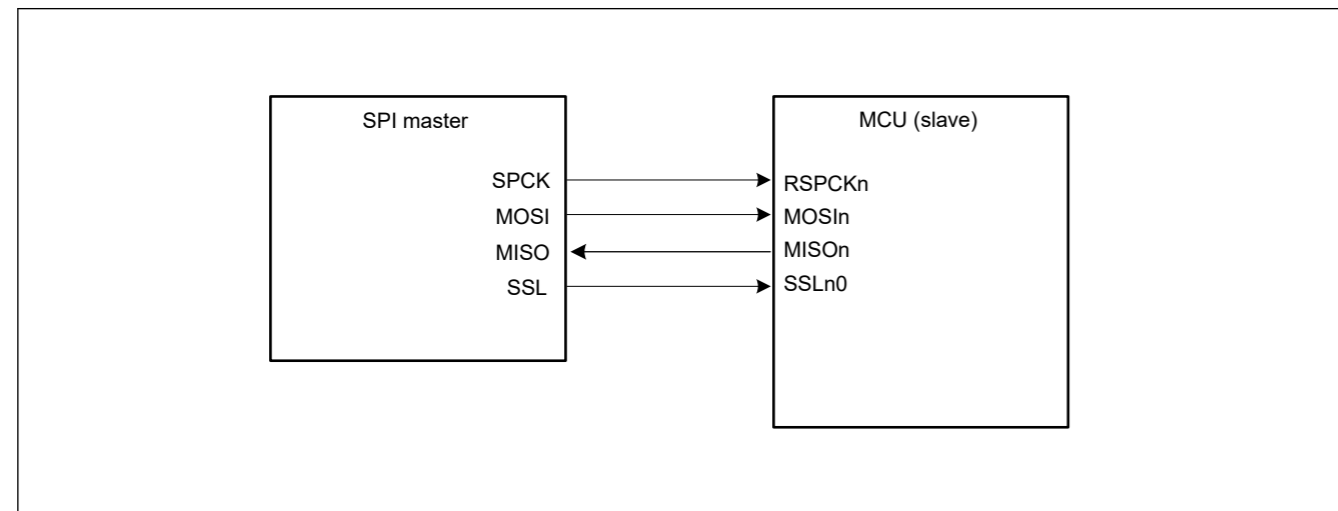 SPI master
MCU (slave)
SPCK
RSPCKn
MOSI
MOSIn
MISO
MISOn
SSL
SSLn0